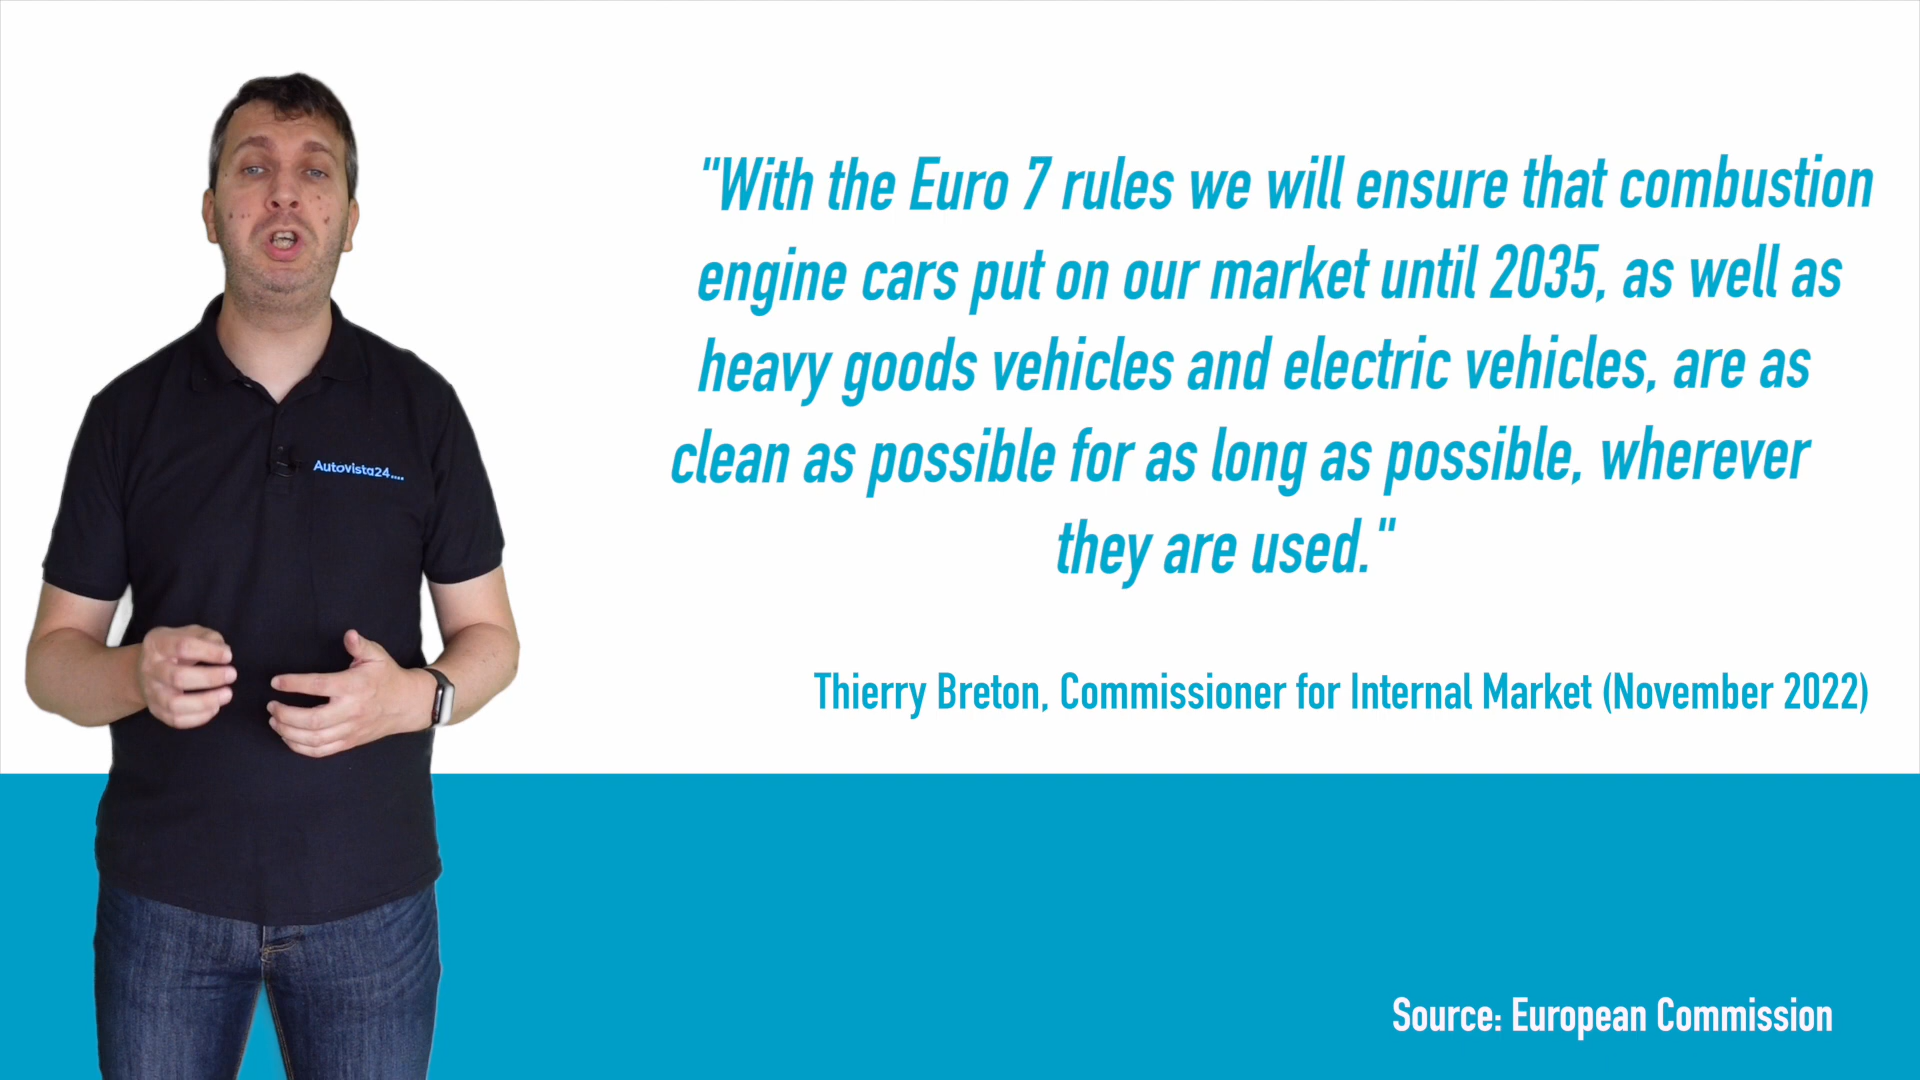 "With the Euro 7 rules we will ensure that combustion
engine cars put on our market until 2035, as well as
heavy goods vehicles and electric vehicles, are as
clean as possible for as long as possible, wherever
they are used."
Autovista24
Thierry Breton, Commissioner for Internal Market (November 2022)
Source: European Commission